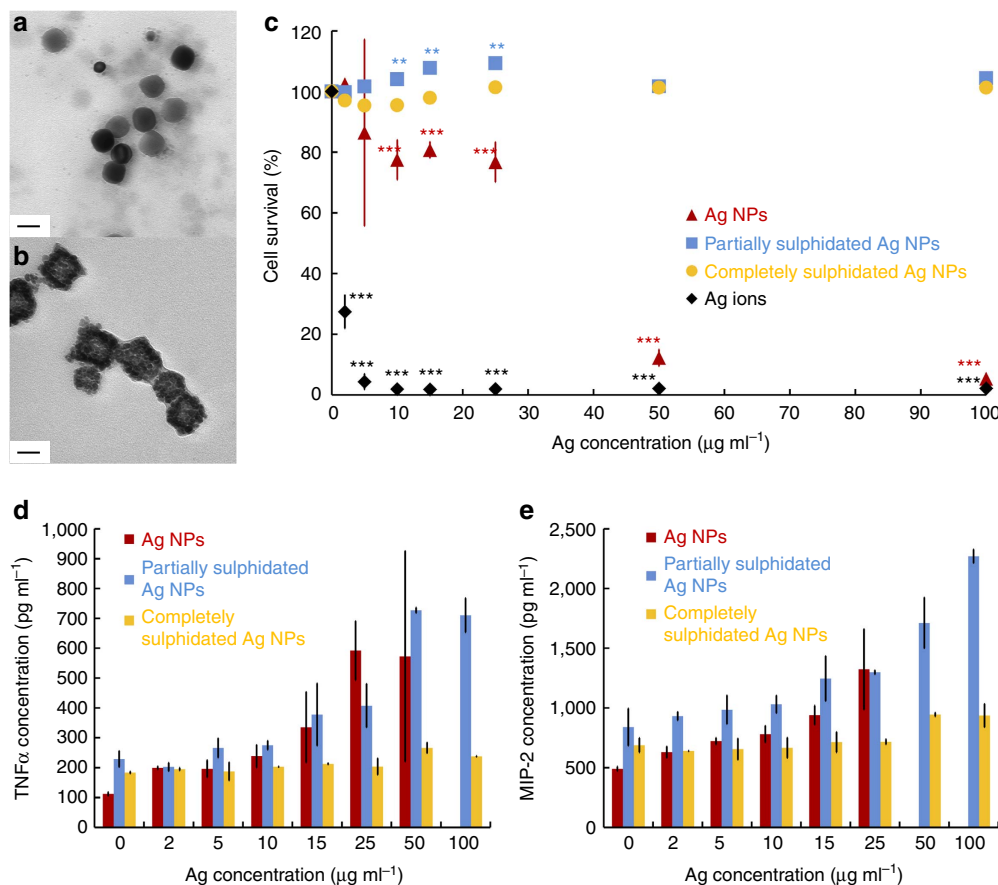 a
b
c
120
100
80
60
40
20
0
Cell survival (%)
**
**
**
***
***
***
***
***
***
***
***
***
***
***
***
Ag NPs
Partially sulphidated Ag NPs
Completely sulphidated Ag NPs
Ag ions
0 10 20 30 40 50 60 70 80 90 100
Ag concentration (μg ml⁻¹)
d
1,000
900
800
700
600
500
400
300
200
100
0
TNFα concentration (pg ml⁻¹)
Ag NPs
Partially sulphidated
Ag NPs
Completely
sulphidated Ag NPs
0 2 5 10 15 25 50 100
Ag concentration (μg ml⁻¹)
e
2,500
2,000
1,500
1,000
500
0
MIP-2 concentration (pg ml⁻¹)
Ag NPs
Partially sulphidated
Ag NPs
Completely
sulphidated Ag NPs
0 2 5 10 15 25 50 100
Ag concentration (μg ml⁻¹)